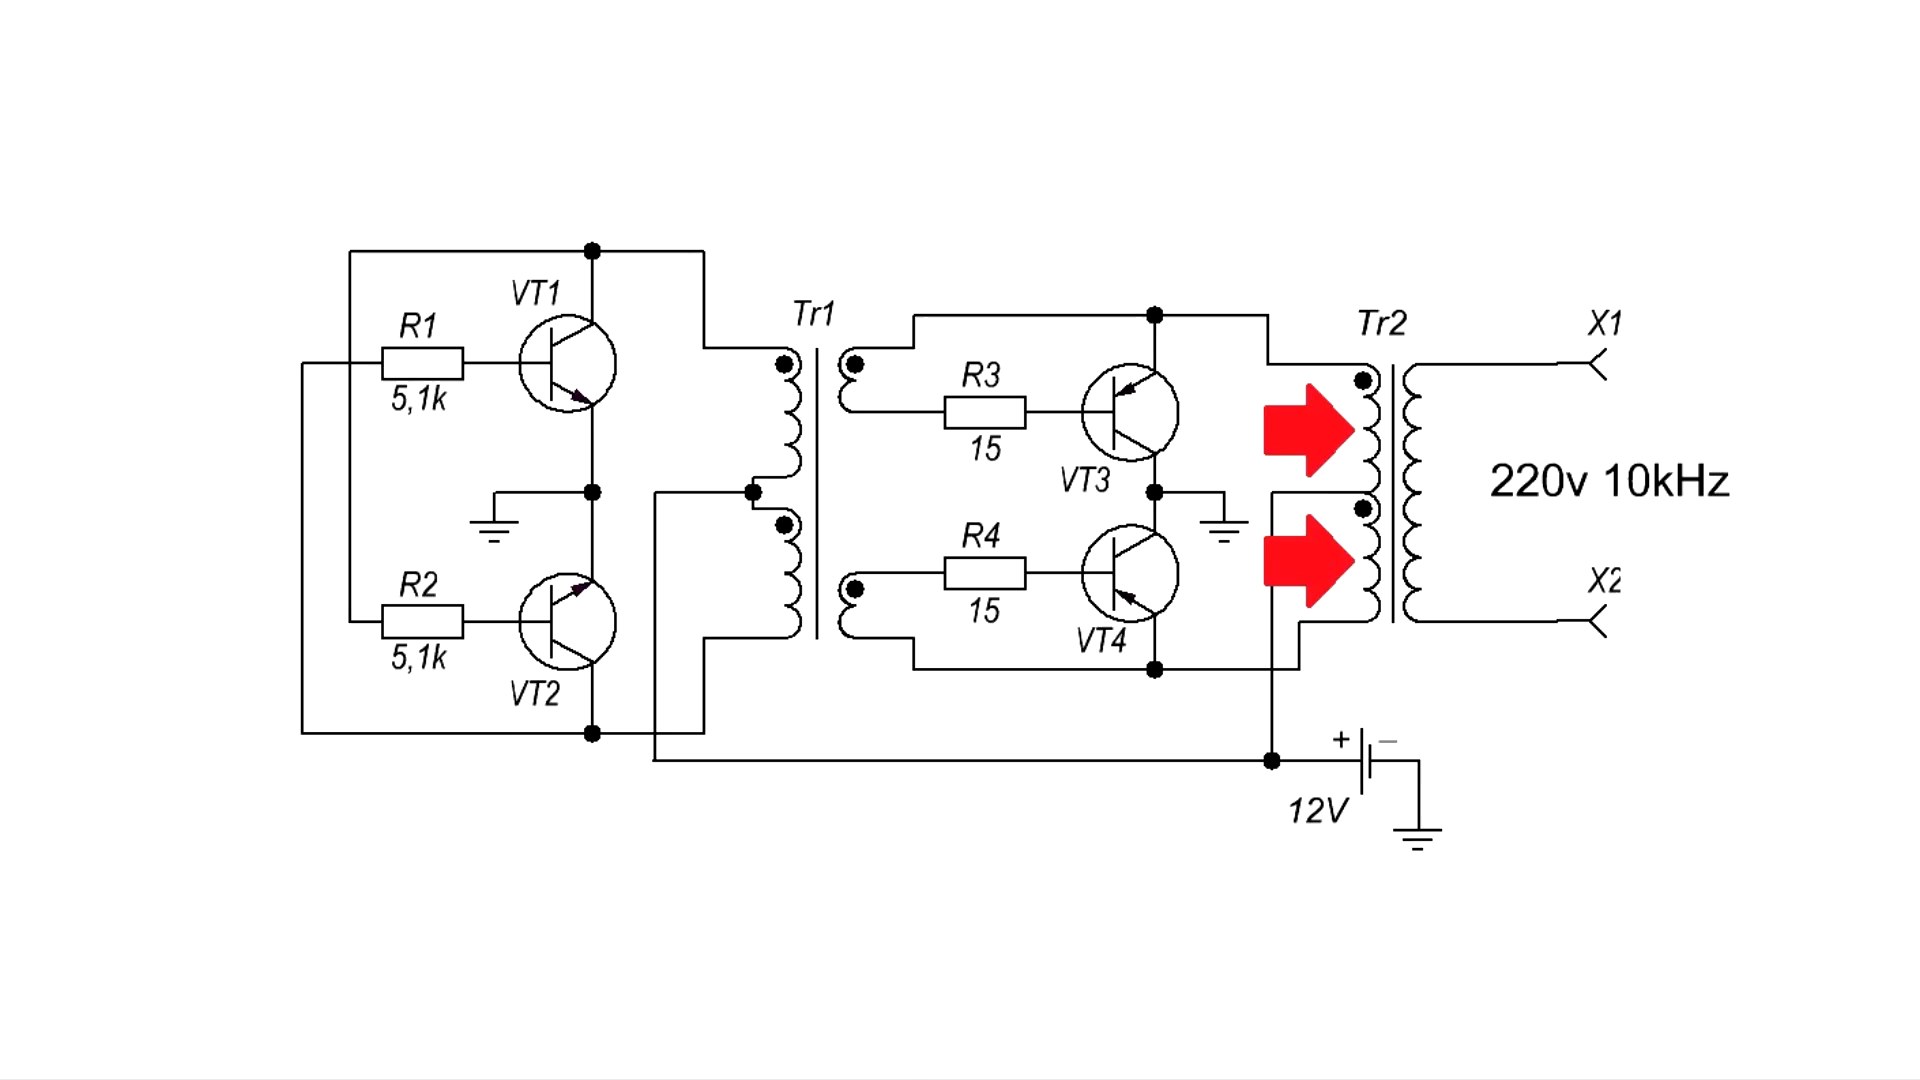 VT1
R1
5,1k
R2
5,1k
VT2
Tr1
R3
15
VT3
R4
15
VT4
Tr2
X1
220v 10kHz
X2
+ –
12V